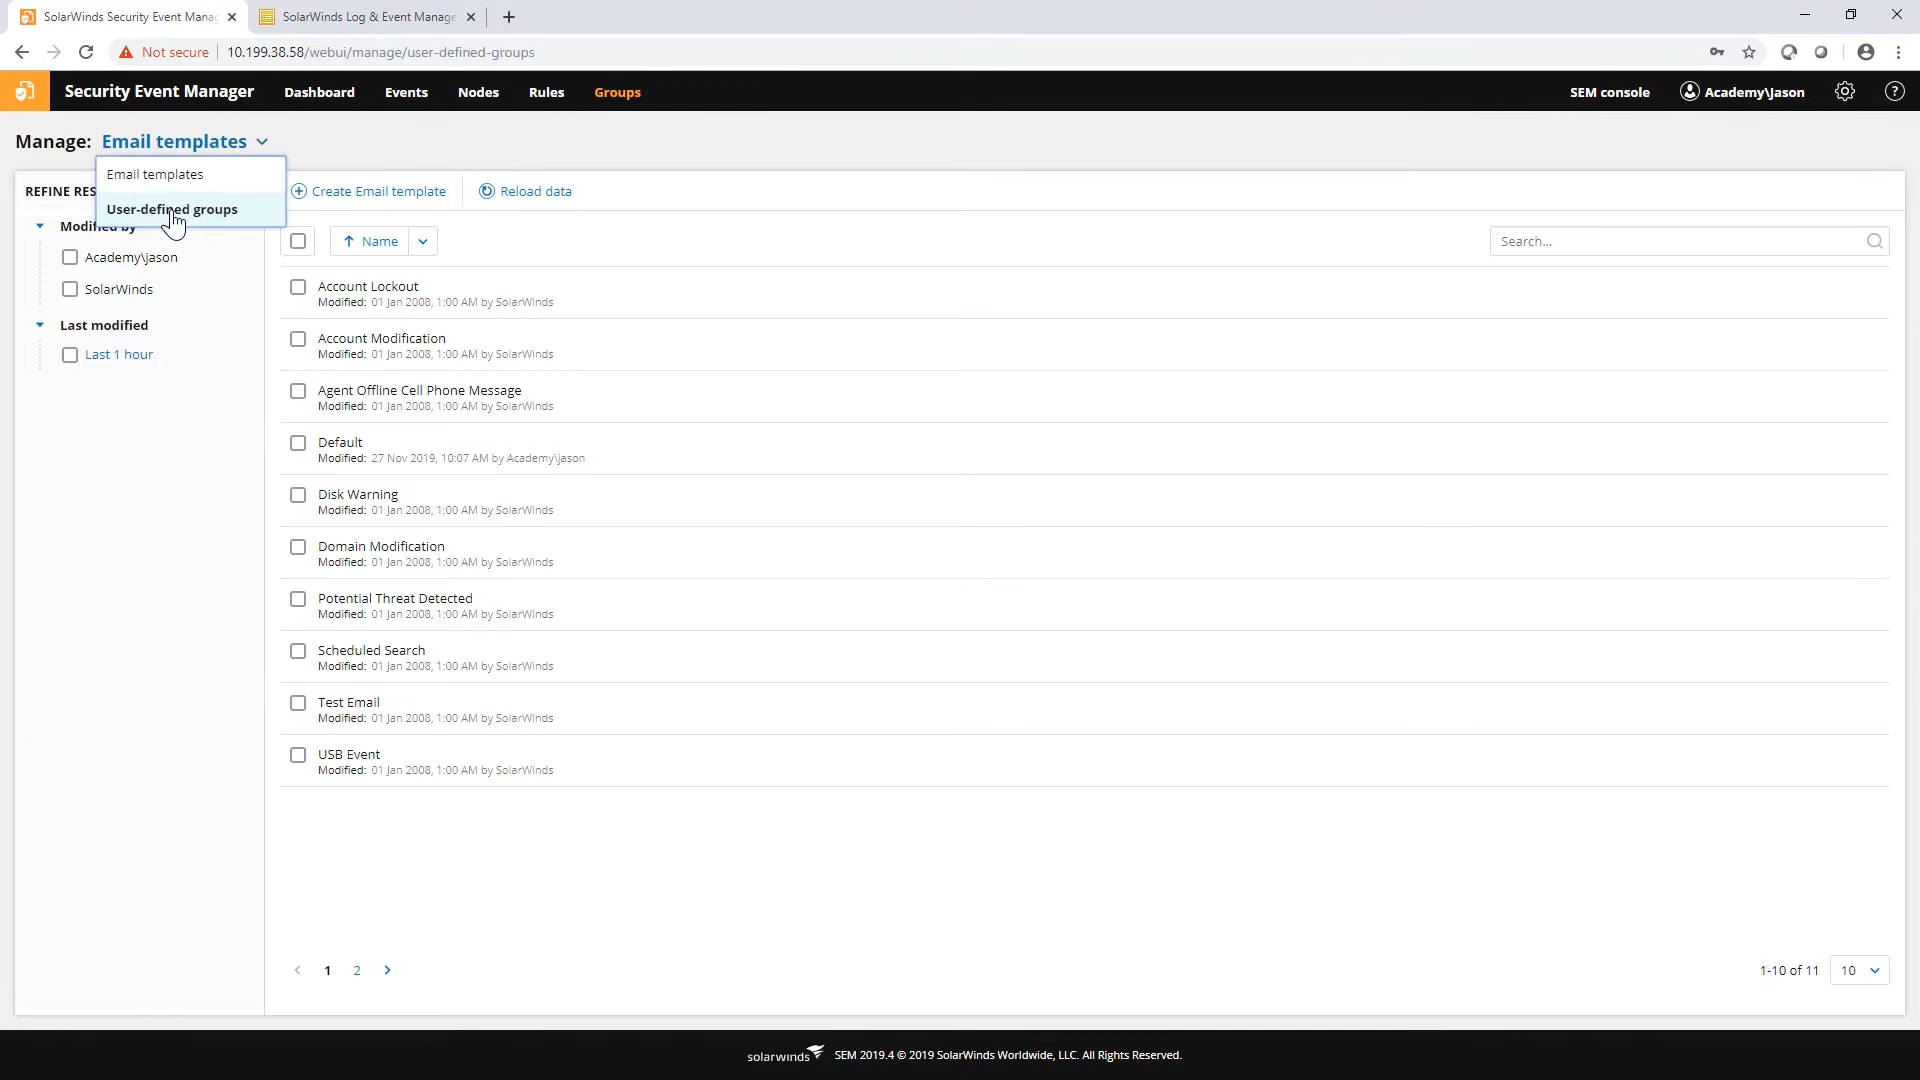 SolarWinds Security Event Mana
SolarWinds Log & Event Manage
Not secure
10.199.38.58/webui/manage/user-defined-groups
Security Event Manager
Dashboard
Events
Nodes
Rules
Groups
SEM console
Academy\Jason
?
Manage: Email templates
Email templates
User-defined groups
REFINE RES
Create Email template
Reload data
Modified by
Academy\jason
SolarWinds
Last modified
Last 1 hour
Name
Search...
Account Lockout
Modified: 01 Jan 2008, 1:00 AM by SolarWinds
Account Modification
Modified: 01 Jan 2008, 1:00 AM by SolarWinds
Agent Offline Cell Phone Message
Modified: 01 Jan 2008, 1:00 AM by SolarWinds
Default
Modified: 27 Nov 2019, 10:07 AM by Academy\jason
Disk Warning
Modified: 01 Jan 2008, 1:00 AM by SolarWinds
Domain Modification
Modified: 01 Jan 2008, 1:00 AM by SolarWinds
Potential Threat Detected
Modified: 01 Jan 2008, 1:00 AM by SolarWinds
Scheduled Search
Modified: 01 Jan 2008, 1:00 AM by SolarWinds
Test Email
Modified: 01 Jan 2008, 1:00 AM by SolarWinds
USB Event
Modified: 01 Jan 2008, 1:00 AM by SolarWinds
1 2
1-10 of 11
10
solarwinds SEM 2019.4 © 2019 SolarWinds Worldwide, LLC. All Rights Reserved.